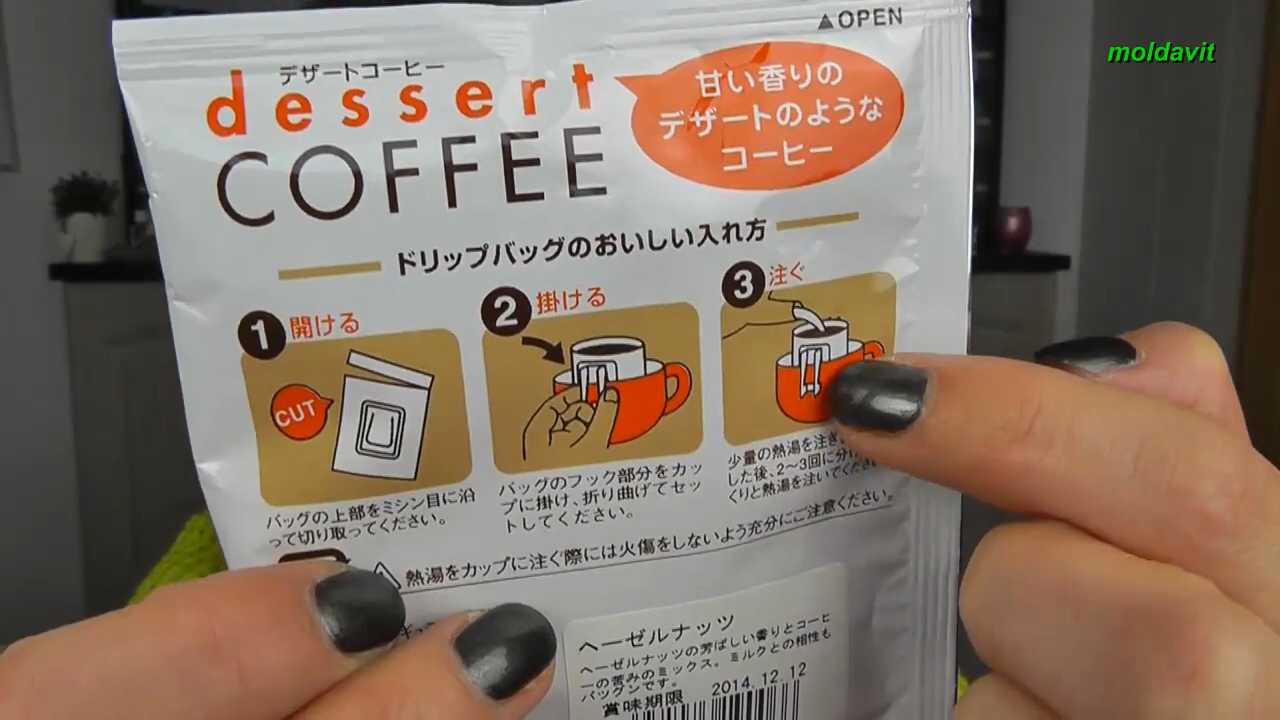 ▲OPEN
moldavit
デザートコーヒー
dessert
COFFEE
甘い香りの
デザートのような
コーヒー
ドリップバッグのおいしい入れ方
1 開ける
CUT
バッグの上部をミシン目に沿
って切り取ってください。
2 掛ける
バッグのフック部分をカッ
プに掛け、折り曲げてセッ
トしてください。
3 注ぐ
少量の熱湯を注ぎ
した後、2〜3回に分け
くりと熱湯を注いでくださ
熱湯をカップに注ぐ際には火傷をしないよう充分にご注意ください。
ヘーゼルナッツ
ヘーゼルナッツの芳ばしい香りとコーヒ
ーの苦みのミックス。ミルクとの相性も
バツグンです。
賞味期限 2014.12.12